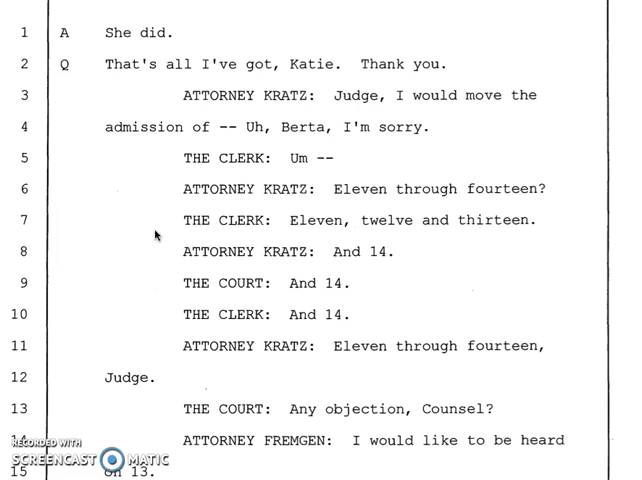 1 A She did.
2 Q That's all I've got, Katie. Thank you.
3 ATTORNEY KRATZ: Judge, I would move the
4 admission of -- Uh, Berta, I'm sorry.
5 THE CLERK: Um --
6 ATTORNEY KRATZ: Eleven through fourteen?
7 THE CLERK: Eleven, twelve and thirteen.
8 ATTORNEY KRATZ: And 14.
9 THE COURT: And 14.
10 THE CLERK: And 14.
11 ATTORNEY KRATZ: Eleven through fourteen,
12 Judge.
13 THE COURT: Any objection, Counsel?
14 ATTORNEY FREMGEN: I would like to be heard
RECORDED WITH
SCREENCAST MATIC
15 on 13.